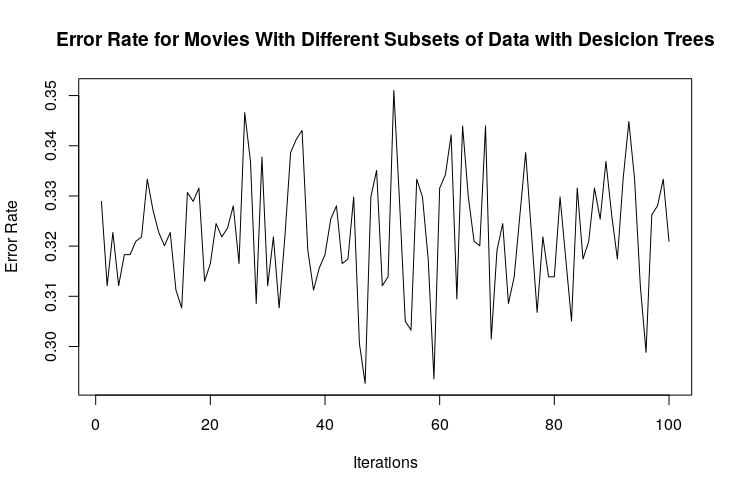 Error Rate for Movies With Different Subsets of Data with Desicion Trees
0.35
0.34
0.33
0.32
0.31
0.30
Error Rate
0 20 40 60 80 100
Iterations